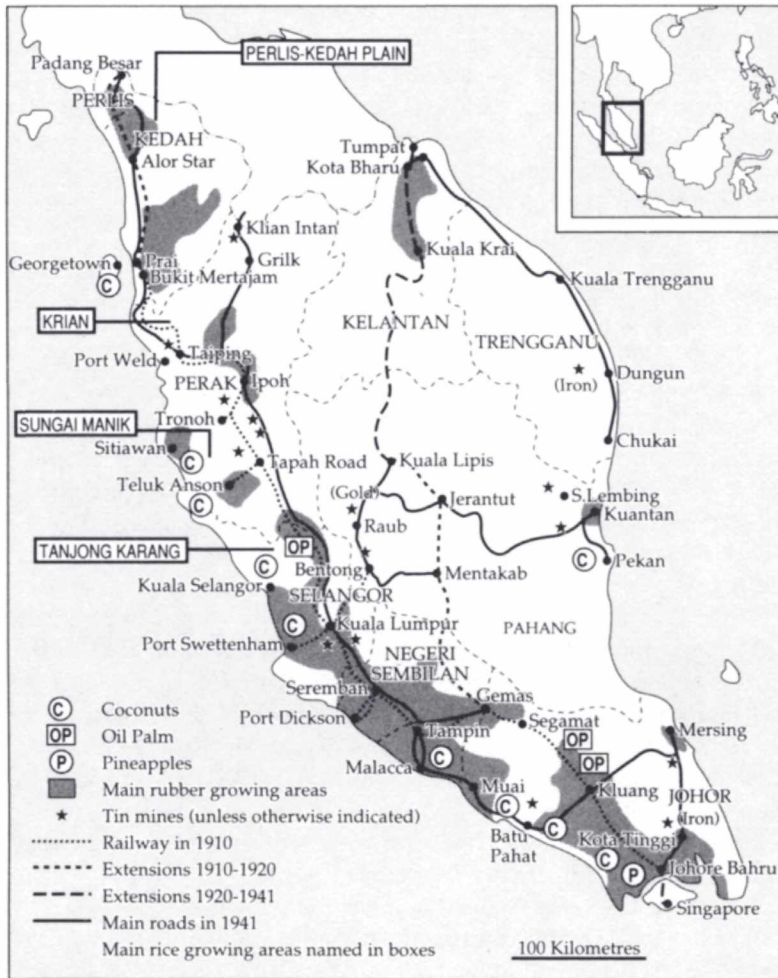 Padang Besar
PERLIS-KEDAH PLAIN
PERLIS
KEDAH
Alor Star
Tumpat
Kota Bharu
Klian Intan
Grik
Kuala Krai
Georgetown
Prai
Bukit Mertajam
C
Kuala Trengganu
KRIAN
KELANTAN
TRENGGANU
Port Weld
Taiping
(Iron)
Dungun
PERAK
Ipoh
SUNGAI MANIK
Tronoh
Chukai
Sitiawan
C
Tapah Road
Kuala Lipis
Teluk Anson
C
(Gold)
Jerantut
S.Lembing
Raub
Kuantan
TANJONG KARANG
OP
C
Bentong
C
Pekan
Kuala Selangor
SELANGOR
Mentakab
C
Kuala Lumpur
PAHANG
Port Swettenham
NEGERI
SEMBILAN
Seremban
Gemas
Port Dickson
Segamat
Tampin
OP
Mersing
C
OP
Malacca
Muai
Kluang
JOHOR
C
(Iron)
Batu
Pahat
C
Kota Tinggi
C
P
Johore Bahru
Singapore
C Coconuts
OP Oil Palm
P Pineapples
Main rubber growing areas
Tin mines (unless otherwise indicated)
Railway in 1910
Extensions 1910-1920
Extensions 1920-1941
Main roads in 1941
Main rice growing areas named in boxes
100 Kilometres